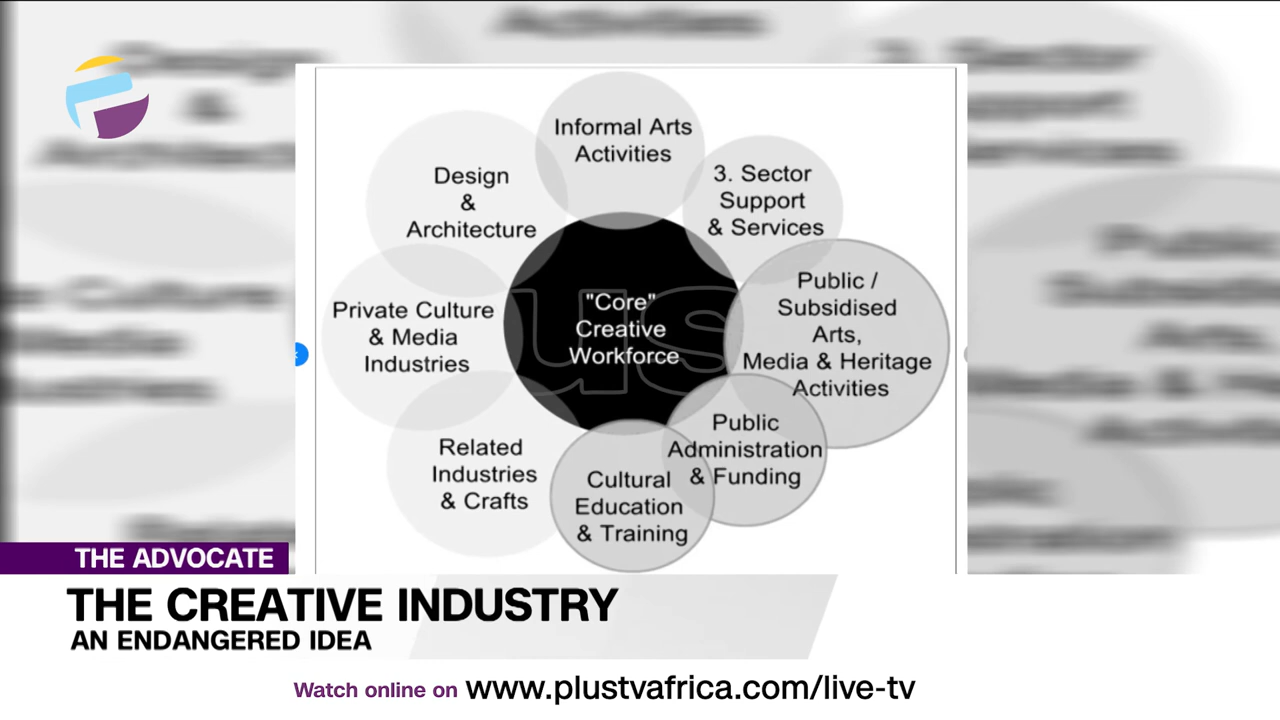 Informal Arts
Activities
Design
&
Architecture
3. Sector
Support
& Services
Private Culture
& Media
Industries
"Core"
Creative
Workforce
Public /
Subsidised
Arts,
Media & Heritage
Activities
Related
Industries
& Crafts
Cultural
Education
& Training
Public
Administration
& Funding
THE ADVOCATE
THE CREATIVE INDUSTRY
AN ENDANGERED IDEA
Watch online on www.plustvafrica.com/live-tv